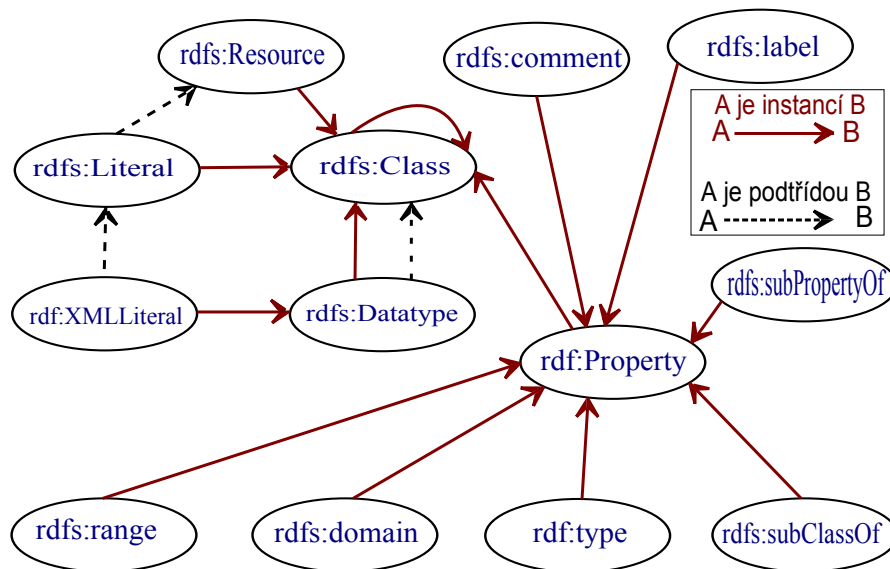 rdfs:Resource
rdfs:comment
rdfs:label
A je instancí B
A B
rdfs:Literal
rdfs:Class
A je podtřídou B
A B
rdfs:subPropertyOf
rdf:XMLLiteral
rdfs:Datatype
rdf:Property
rdfs:range
rdfs:domain
rdf:type
rdfs:subClassOf